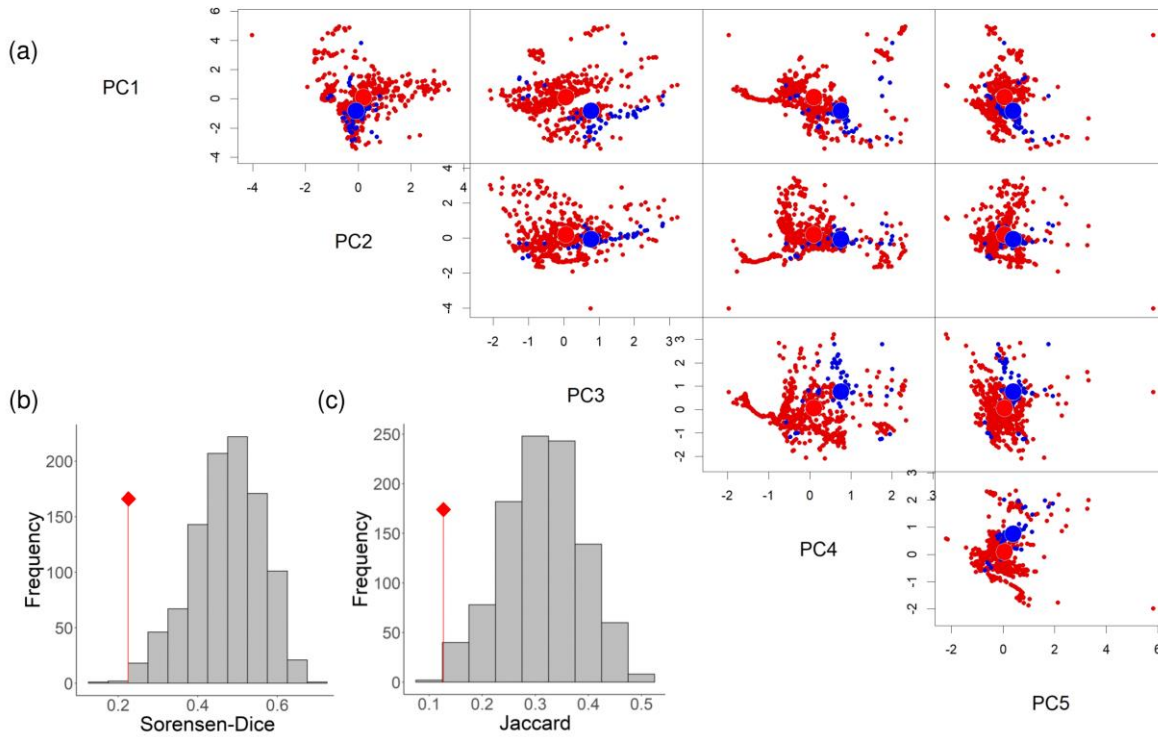 (a)
PC1
6
4
2
0
-2
-4
-4 -2 0 2 4
PC2
4
2
0
-2
-4
-2 -1 0 1 2 3
PC3
3
2
1
0
-1
-2
-2 -1 0 1 2 3
PC4
3
2
1
0
-1
-2
-2 0 2 4 6
PC5
(b)
Frequency
200
150
100
50
0
0.2 0.4 0.6
Sorensen-Dice
(c)
Frequency
250
200
150
100
50
0
0.1 0.2 0.3 0.4 0.5
Jaccard